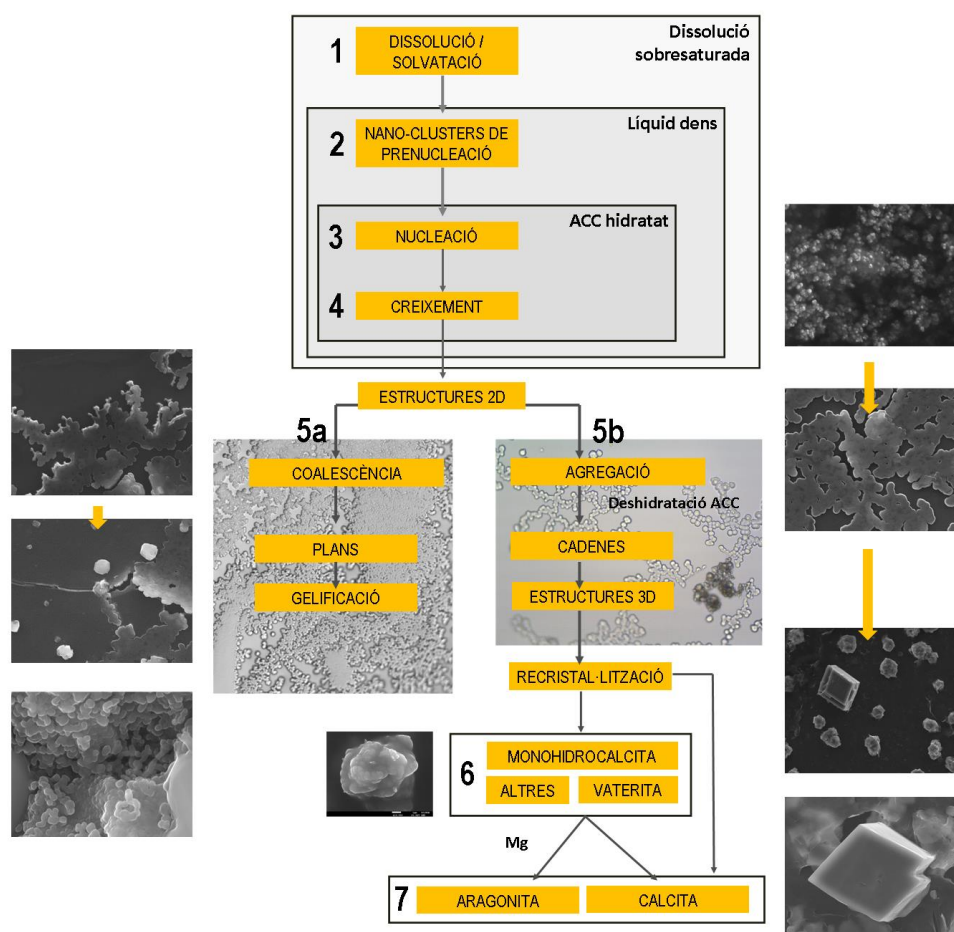 Dissolució
sobresaturada
1
DISSOLUCIÓ /
SOLVATACIÓ
Líquid dens
2
NANO-CLUSTERS DE
PRENUCLEACIÓ
ACC hidratat
3
NUCLEACIÓ
4
CREIXEMENT
ESTRUCTURES 2D
5a
5b
COALESCÈNCIA
AGREGACIÓ
Deshidratació ACC
PLANS
CADENES
GELIFICACIÓ
ESTRUCTURES 3D
RECRISTAL·LITZACIÓ
6
MONOHIDROCALCITA
ALTRES
VATERITA
Mg
7
ARAGONITA
CALCITA